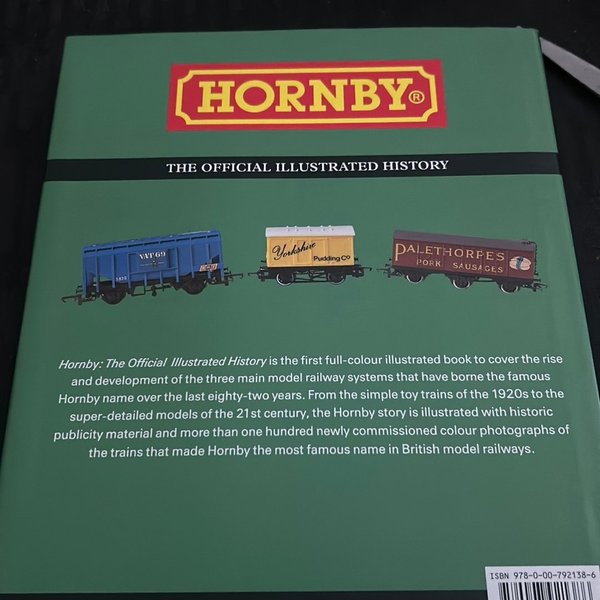 HORNBY®
THE OFFICIAL ILLUSTRATED HISTORY
VAT 69
Yorkshire
Pudding Co
PALETHORPES
PORK SAUSAGES
Hornby: The Official Illustrated History is the first full-colour illustrated book to cover the rise
and development of the three main model railway systems that have borne the famous
Hornby name over the last eighty-two years. From the simple toy trains of the 1920s to the
super-detailed models of the 21st century, the Hornby story is illustrated with historic
publicity material and more than one hundred newly commissioned colour photographs of
the trains that made Hornby the most famous name in British model railways.
ISBN 978-0-00-792138-6